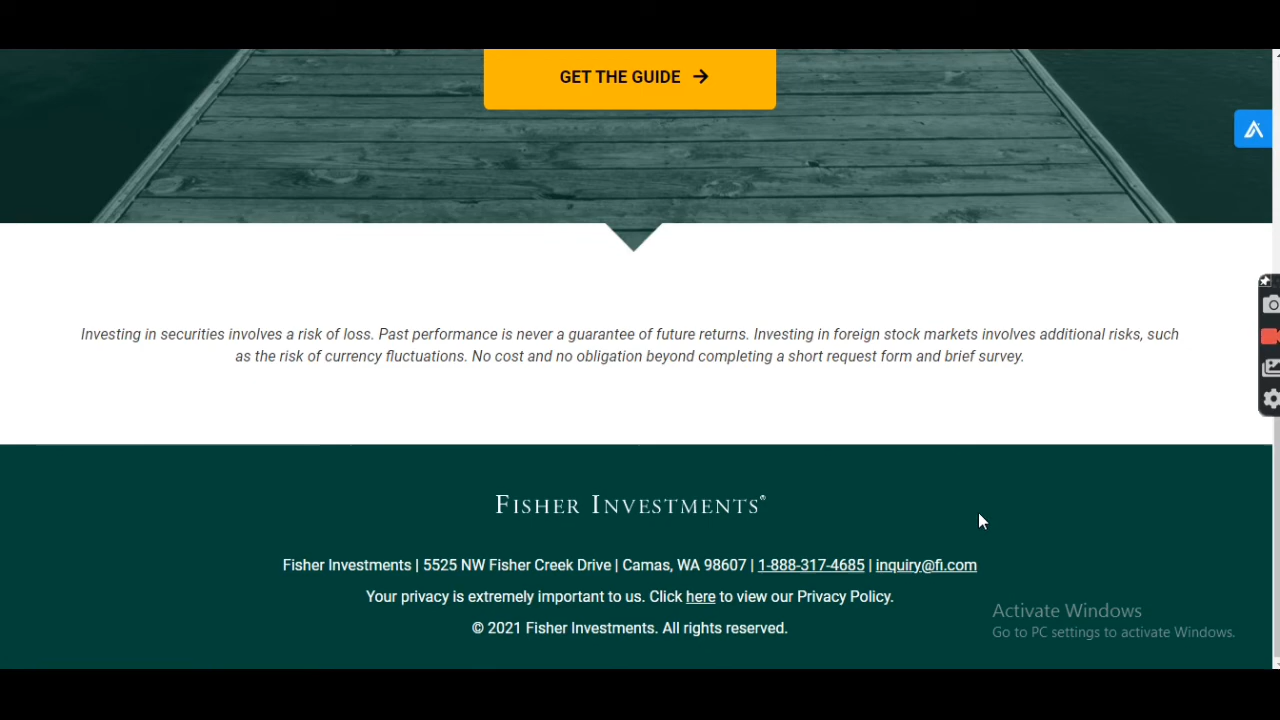 GET THE GUIDE
Investing in securities involves a risk of loss. Past performance is never a guarantee of future returns. Investing in foreign stock markets involves additional risks, such
as the risk of currency fluctuations. No cost and no obligation beyond completing a short request form and brief survey.
FISHER INVESTMENTS®
Fisher Investments | 5525 NW Fisher Creek Drive | Camas, WA 98607 | 1-888-317-4685 | inquiry@fi.com
Your privacy is extremely important to us. Click here to view our Privacy Policy.
© 2021 Fisher Investments. All rights reserved.
Activate Windows
Go to PC settings to activate Windows.